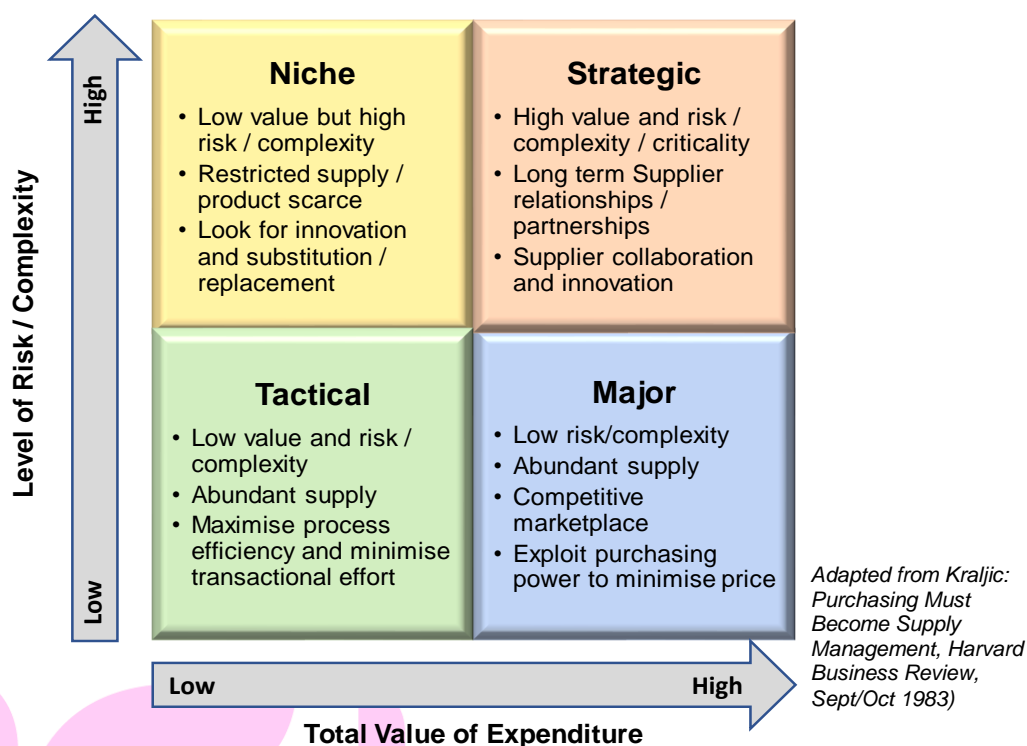 High
Low
Level of Risk / Complexity
Niche
• Low value but high
risk / complexity
• Restricted supply /
product scarce
• Look for innovation
and substitution /
replacement
Strategic
• High value and risk /
complexity / criticality
• Long term Supplier
relationships /
partnerships
• Supplier collaboration
and innovation
Tactical
• Low value and risk /
complexity
• Abundant supply
• Maximise process
efficiency and minimise
transactional effort
Major
• Low risk/complexity
• Abundant supply
• Competitive
marketplace
• Exploit purchasing
power to minimise price
Adapted from Kraljic:
Purchasing Must
Become Supply
Management, Harvard
Business Review,
Sept/Oct 1983)
Low
High
Total Value of Expenditure